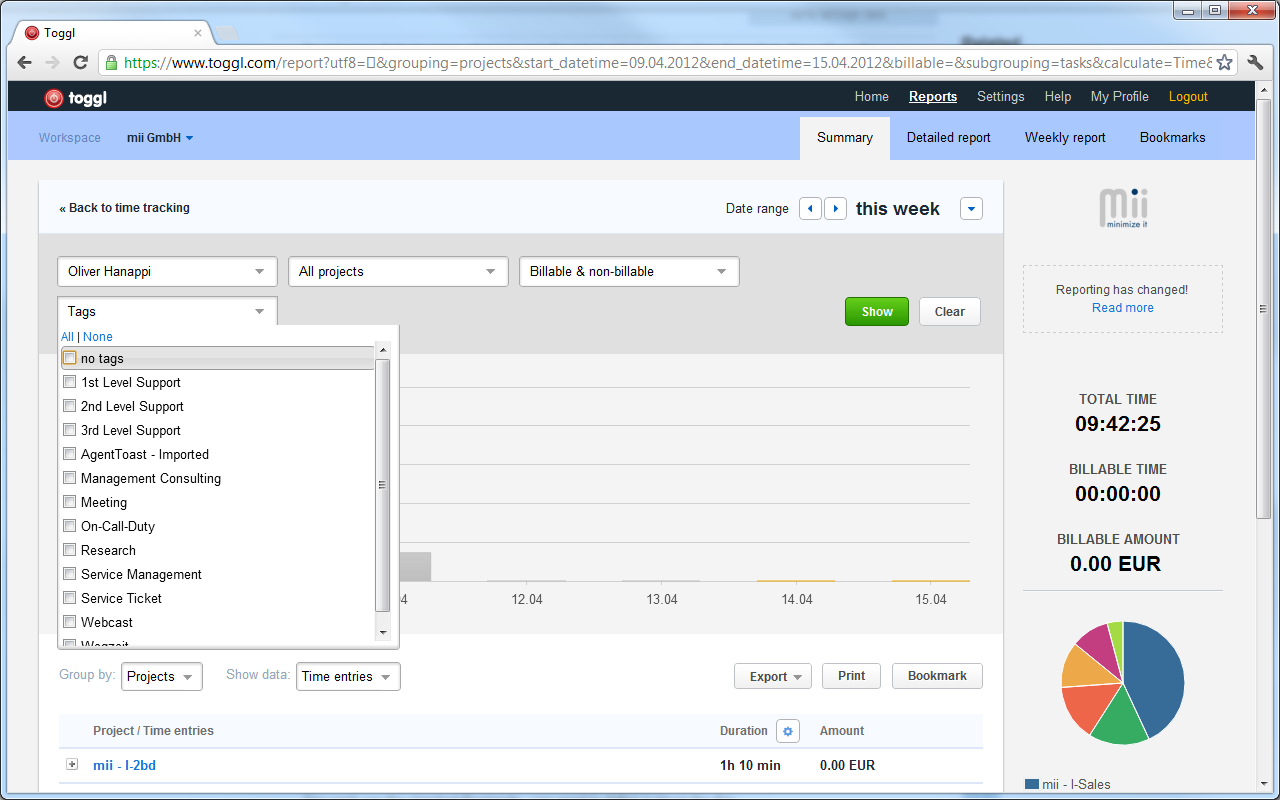 Toggl
https://www.toggl.com/report?utf8=&grouping=projects&start_datetime=09.04.2012&end_datetime=15.04.2012&billable=&subgrouping=tasks&calculate=Time&
toggl
Home Reports Settings Help My Profile Logout
Workspace mii GmbH
Summary Detailed report Weekly report Bookmarks
« Back to time tracking
Date range this week
mii
minimize it
Oliver Hanappi All projects Billable & non-billable
Reporting has changed!
Read more
Tags
Show Clear
All | None
no tags
1st Level Support
2nd Level Support
3rd Level Support
AgentToast - Imported
Management Consulting
Meeting
On-Call-Duty
Research
Service Management
Service Ticket
Webcast
Wegzeit
12.04 13.04 14.04 15.04
TOTAL TIME
09:42:25
BILLABLE TIME
00:00:00
BILLABLE AMOUNT
0.00 EUR
Group by: Projects Show data: Time entries
Export Print Bookmark
Project / Time entries Duration Amount
mii - I-2bd 1h 10 min 0.00 EUR
mii - I-Sales